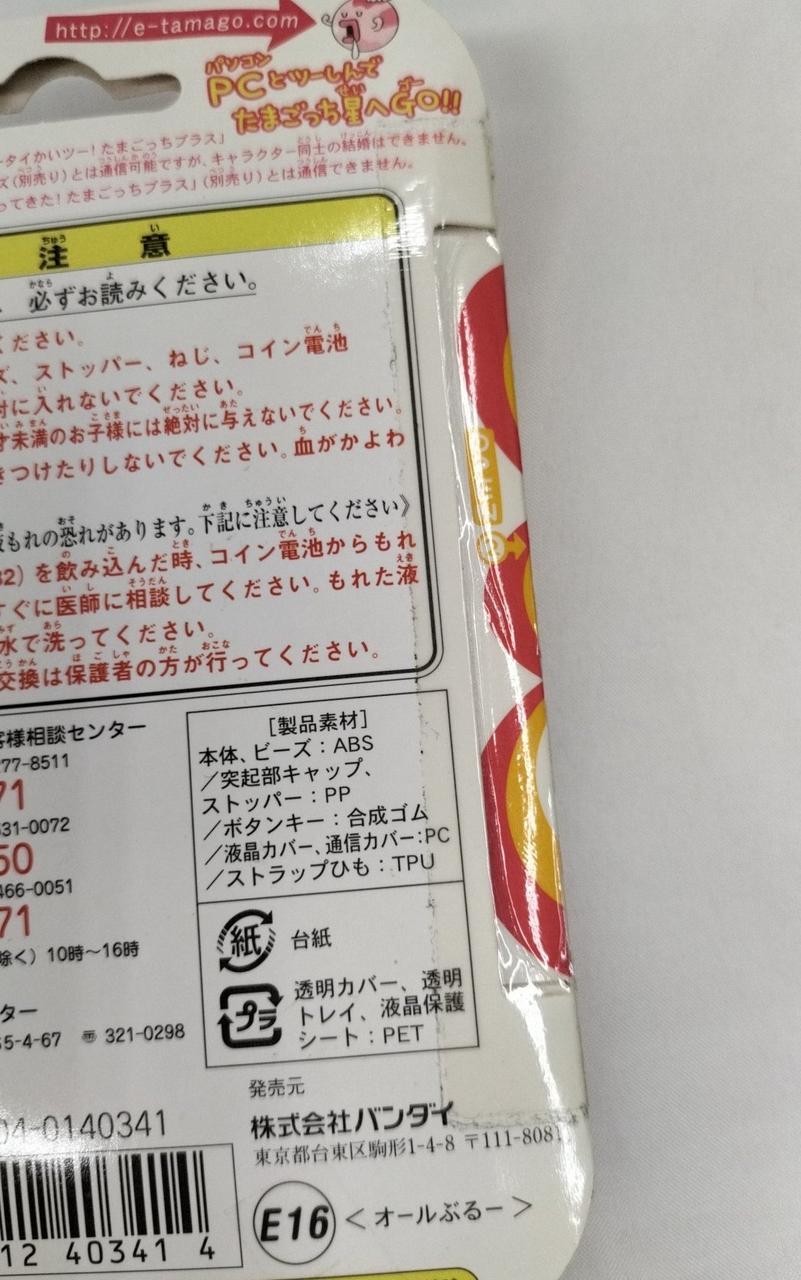 http://e-tamago.com
パソコン せい ゴー
PCとツーしんで
たまごっち星へGO!!
ータイかいツー!たまごっちプラス」
ズ(別売り)とは通信可能ですが、キャラクター同士の結婚はできません。
ってきた!たまごっちプラス」(別売り)とは通信できません。
注 意
、必ずお読みください。
ください。
ズ、ストッパー、ねじ、コイン電池
対に入れないでください。
才未満のお子様には絶対に与えないでください。
きつけたりしないでください。血がかよわ
液もれの恐れがあります。下記に注意してください》
32)を飲み込んだ時、コイン電池からもれ
すぐに医師に相談してください。もれた液
水で洗ってください。
交換は保護者の方が行ってください。
客様相談センター
77-8511
71
531-0072
50
466-0051
71
除く)10時〜16時
ター
5-4-67 〠 321-0298
[製品素材]
本体、ビーズ:ABS
/突起部キャップ、
ストッパー:PP
/ボタンキー:合成ゴム
/液晶カバー、通信カバー:PC
/ストラップひも:TPU
紙 台紙
プラ 透明カバー、透明
トレイ、液晶保護
シート:PET
発売元
株式会社バンダイ
東京都台東区駒形1-4-8 〒111-808
04-0140341
12 40341 4
E16 <オールぶるー>